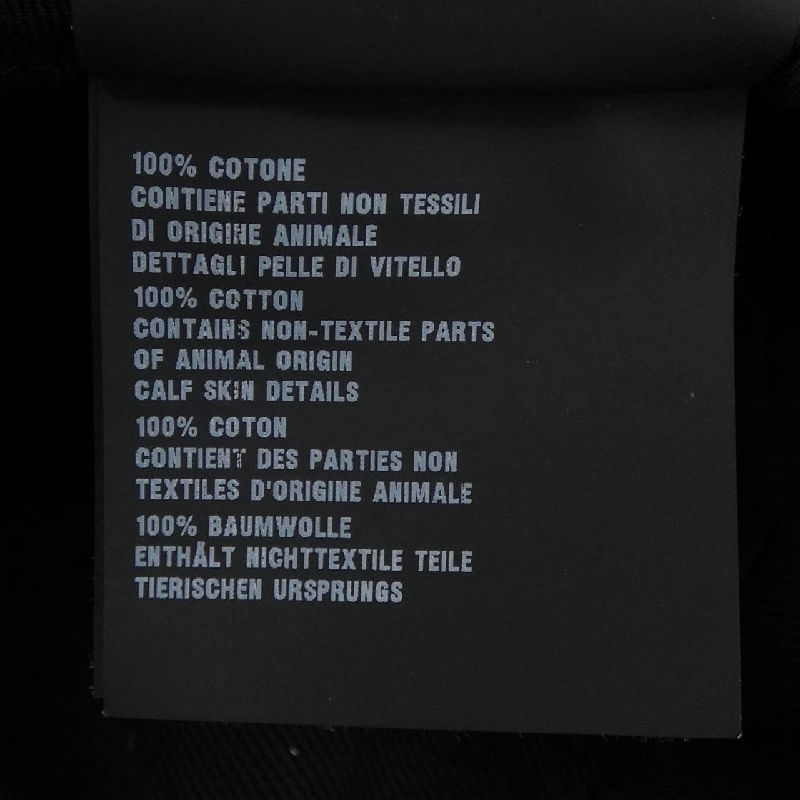 100% COTONE
CONTIENE PARTI NON TESSILI
DI ORIGINE ANIMALE
DETTAGLI PELLE DI VITELLO
100% COTTON
CONTAINS NON-TEXTILE PARTS
OF ANIMAL ORIGIN
CALF SKIN DETAILS
100% COTON
CONTIENT DES PARTIES NON
TEXTILES D'ORIGINE ANIMALE
100% BAUMWOLLE
ENTHÄLT NICHTTEXTILE TEILE
TIERISCHEN URSPRUNGS